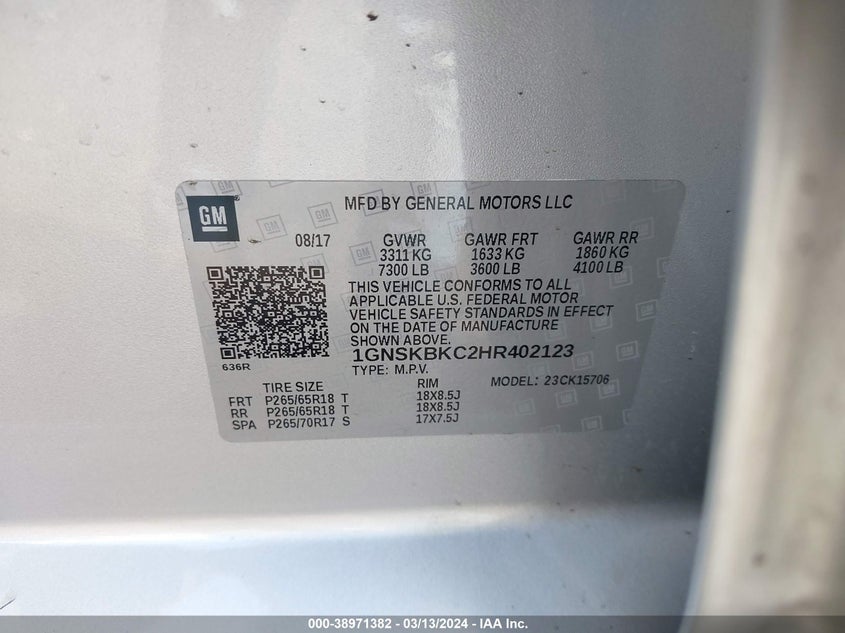 GM
MFD BY GENERAL MOTORS LLC
08/17 GVWR GAWR FRT GAWR RR
3311 KG 1633 KG 1860 KG
7300 LB 3600 LB 4100 LB
THIS VEHICLE CONFORMS TO ALL
APPLICABLE U.S. FEDERAL MOTOR
VEHICLE SAFETY STANDARDS IN EFFECT
ON THE DATE OF MANUFACTURE
SHOWN ABOVE.
1GNSKBKC2HR402123
636R
TYPE: M.P.V. MODEL: 23CK15706
TIRE SIZE RIM
FRT P265/65R18 T 18X8.5J
RR P265/65R18 T 18X8.5J
SPA P265/70R17 S 17X7.5J
000-38971382 - 03/13/2024 - IAA Inc.